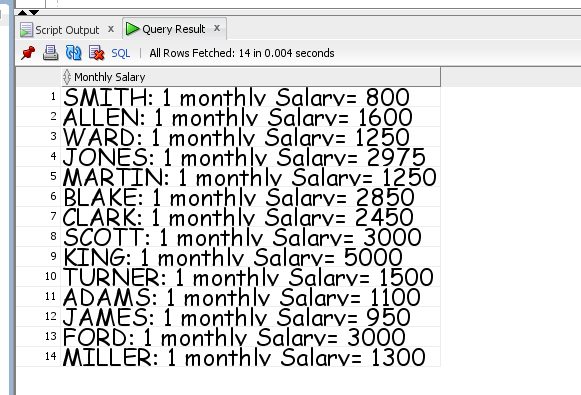 Script Output x Query Result x
SQL | All Rows Fetched: 14 in 0.004 seconds
Monthly Salary
1 SMITH: 1 monthly Salary= 800
2 ALLEN: 1 monthly Salary= 1600
3 WARD: 1 monthly Salary= 1250
4 JONES: 1 monthly Salary= 2975
5 MARTIN: 1 monthly Salary= 1250
6 BLAKE: 1 monthly Salary= 2850
7 CLARK: 1 monthly Salary= 2450
8 SCOTT: 1 monthly Salary= 3000
9 KING: 1 monthly Salary= 5000
10 TURNER: 1 monthly Salary= 1500
11 ADAMS: 1 monthly Salary= 1100
12 JAMES: 1 monthly Salary= 950
13 FORD: 1 monthly Salary= 3000
14 MILLER: 1 monthly Salary= 1300